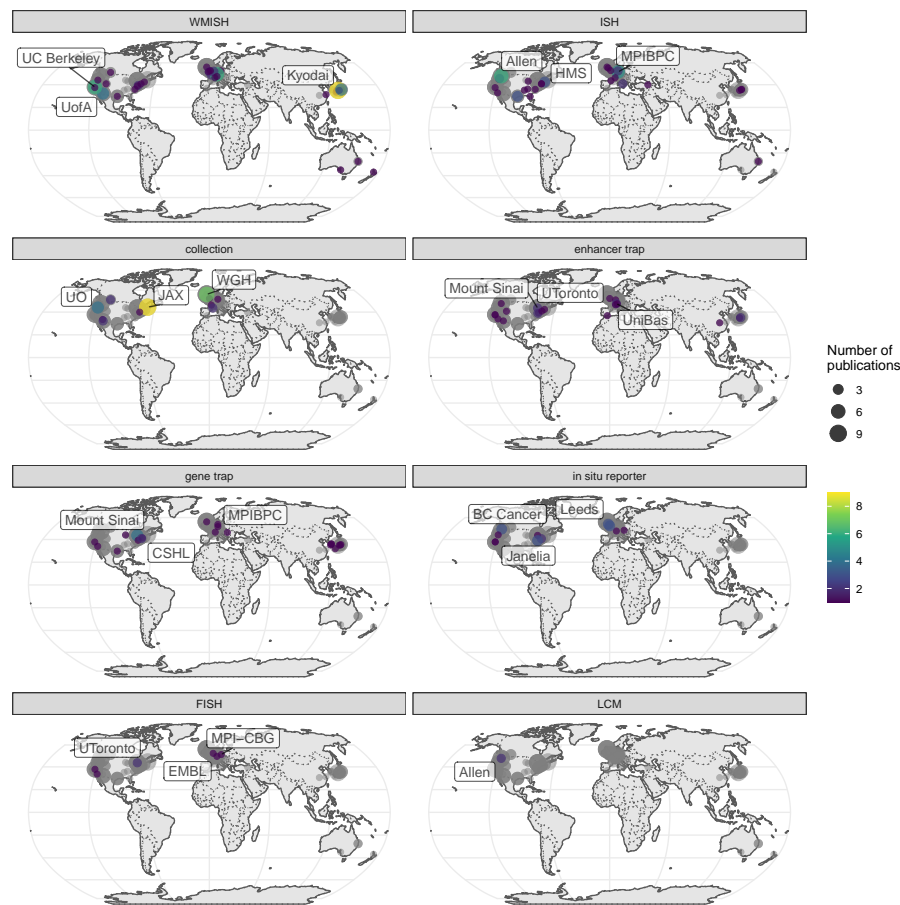 WMISH
ISH
UC Berkeley
UofA
Kyodai
Allen
HMS
MPIBPC
collection
enhancer trap
UO
JAX
WGH
Mount Sinai
UToronto
UniBas
Number of
publications
3
6
9
gene trap
in situ reporter
Mount Sinai
CSHL
MPIBPC
BC Cancer
Leeds
Janelia
8
6
4
2
FISH
LCM
UToronto
MPI−CBG
EMBL
Allen